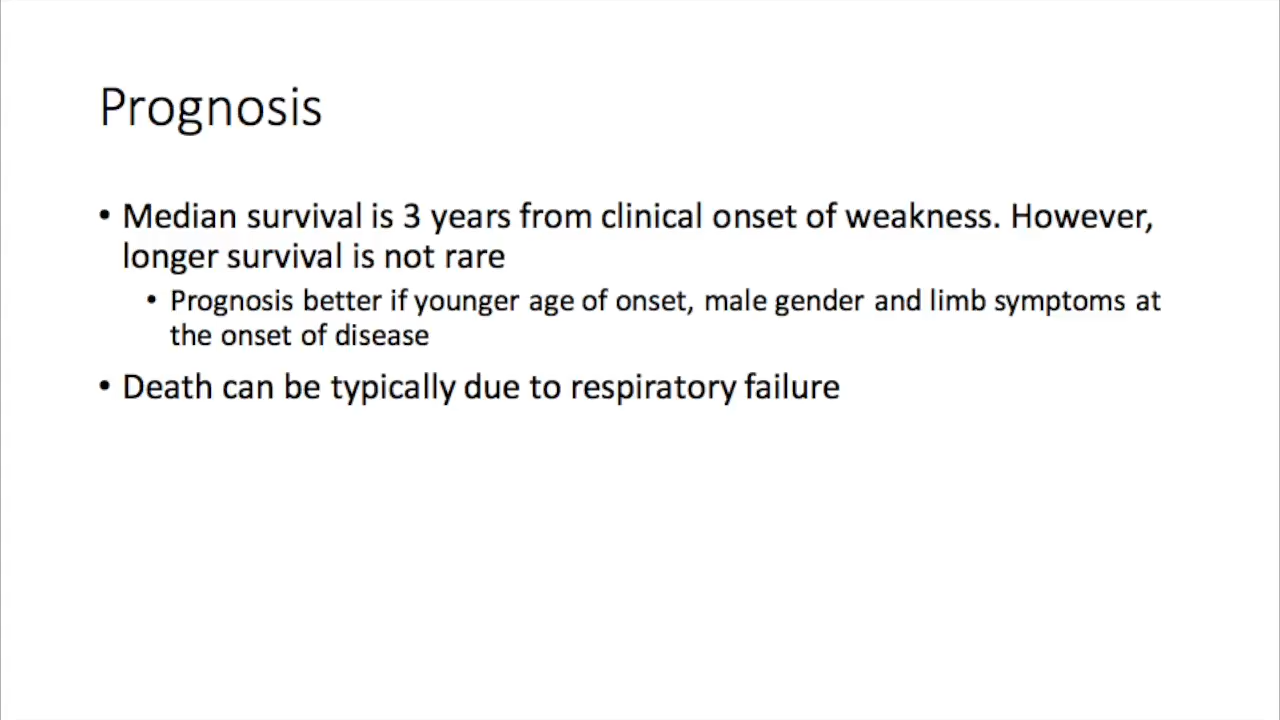 Prognosis
• Median survival is 3 years from clinical onset of weakness. However,
longer survival is not rare
• Prognosis better if younger age of onset, male gender and limb symptoms at
the onset of disease
• Death can be typically due to respiratory failure